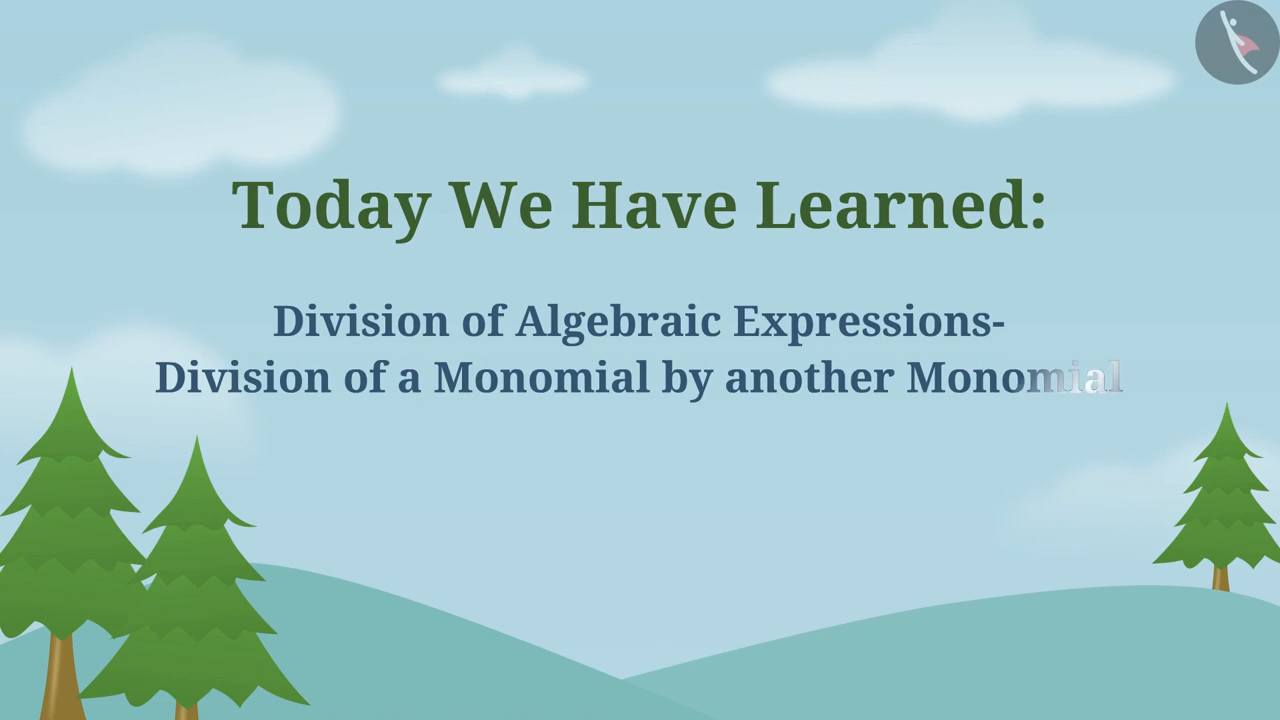 Today We Have Learned:
Division of Algebraic Expressions-
Division of a Monomial by another Monomial